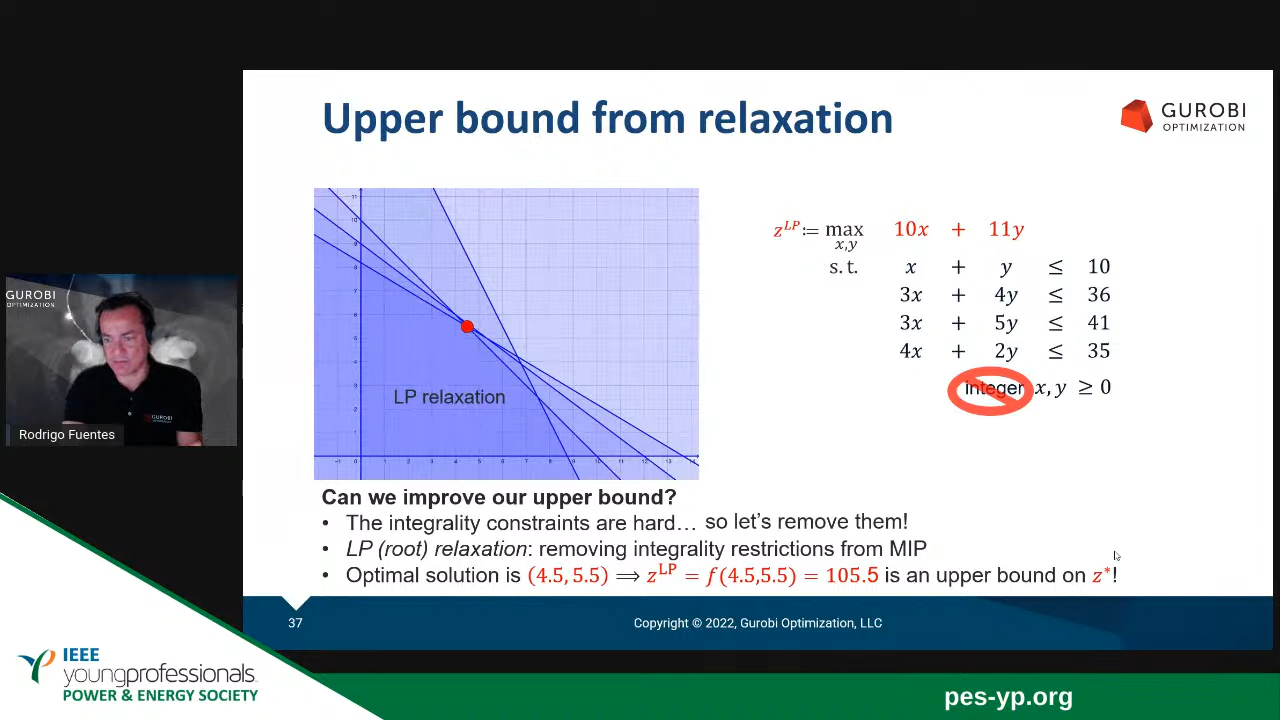 Upper bound from relaxation
GUROBI
OPTIMIZATION
LP relaxation
z^LP := max 10x + 11y
x,y
s.t. x + y ≤ 10
3x + 4y ≤ 36
3x + 5y ≤ 41
4x + 2y ≤ 35
integer x, y ≥ 0
GUROBI
OPTIMIZATION
GUROBI
Rodrigo Fuentes
Can we improve our upper bound?
• The integrality constraints are hard… so let's remove them!
• LP (root) relaxation: removing integrality restrictions from MIP
• Optimal solution is (4.5, 5.5) ⟹ z^LP = f(4.5,5.5) = 105.5 is an upper bound on z*!
37
Copyright © 2022, Gurobi Optimization, LLC
IEEE
youngprofessionals
POWER & ENERGY SOCIETY
pes-yp.org